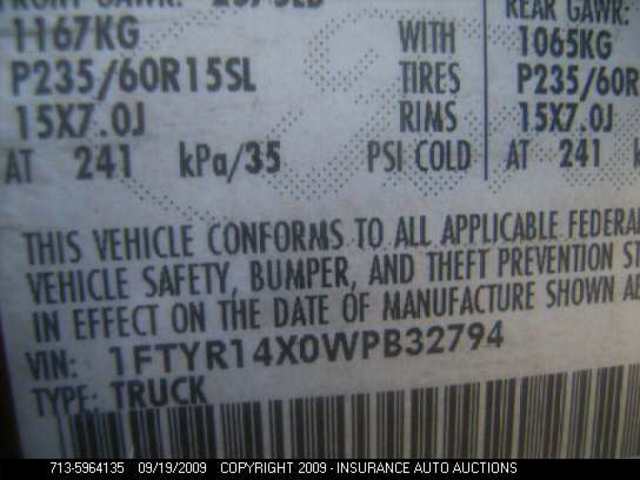 1167KG WITH 1065KG
P235/60R15SL TIRES P235/60R
15X7.0J RIMS 15X7.0J
AT 241 kPa/35 PSI COLD AT 241
REAR GAWR:
THIS VEHICLE CONFORMS TO ALL APPLICABLE FEDERAL
VEHICLE SAFETY, BUMPER, AND THEFT PREVENTION ST
IN EFFECT ON THE DATE OF MANUFACTURE SHOWN AB
VIN: 1FTYR14X0WPB32794
TYPE: TRUCK
713-5964135 09/19/2009 COPYRIGHT 2009 - INSURANCE AUTO AUCTIONS